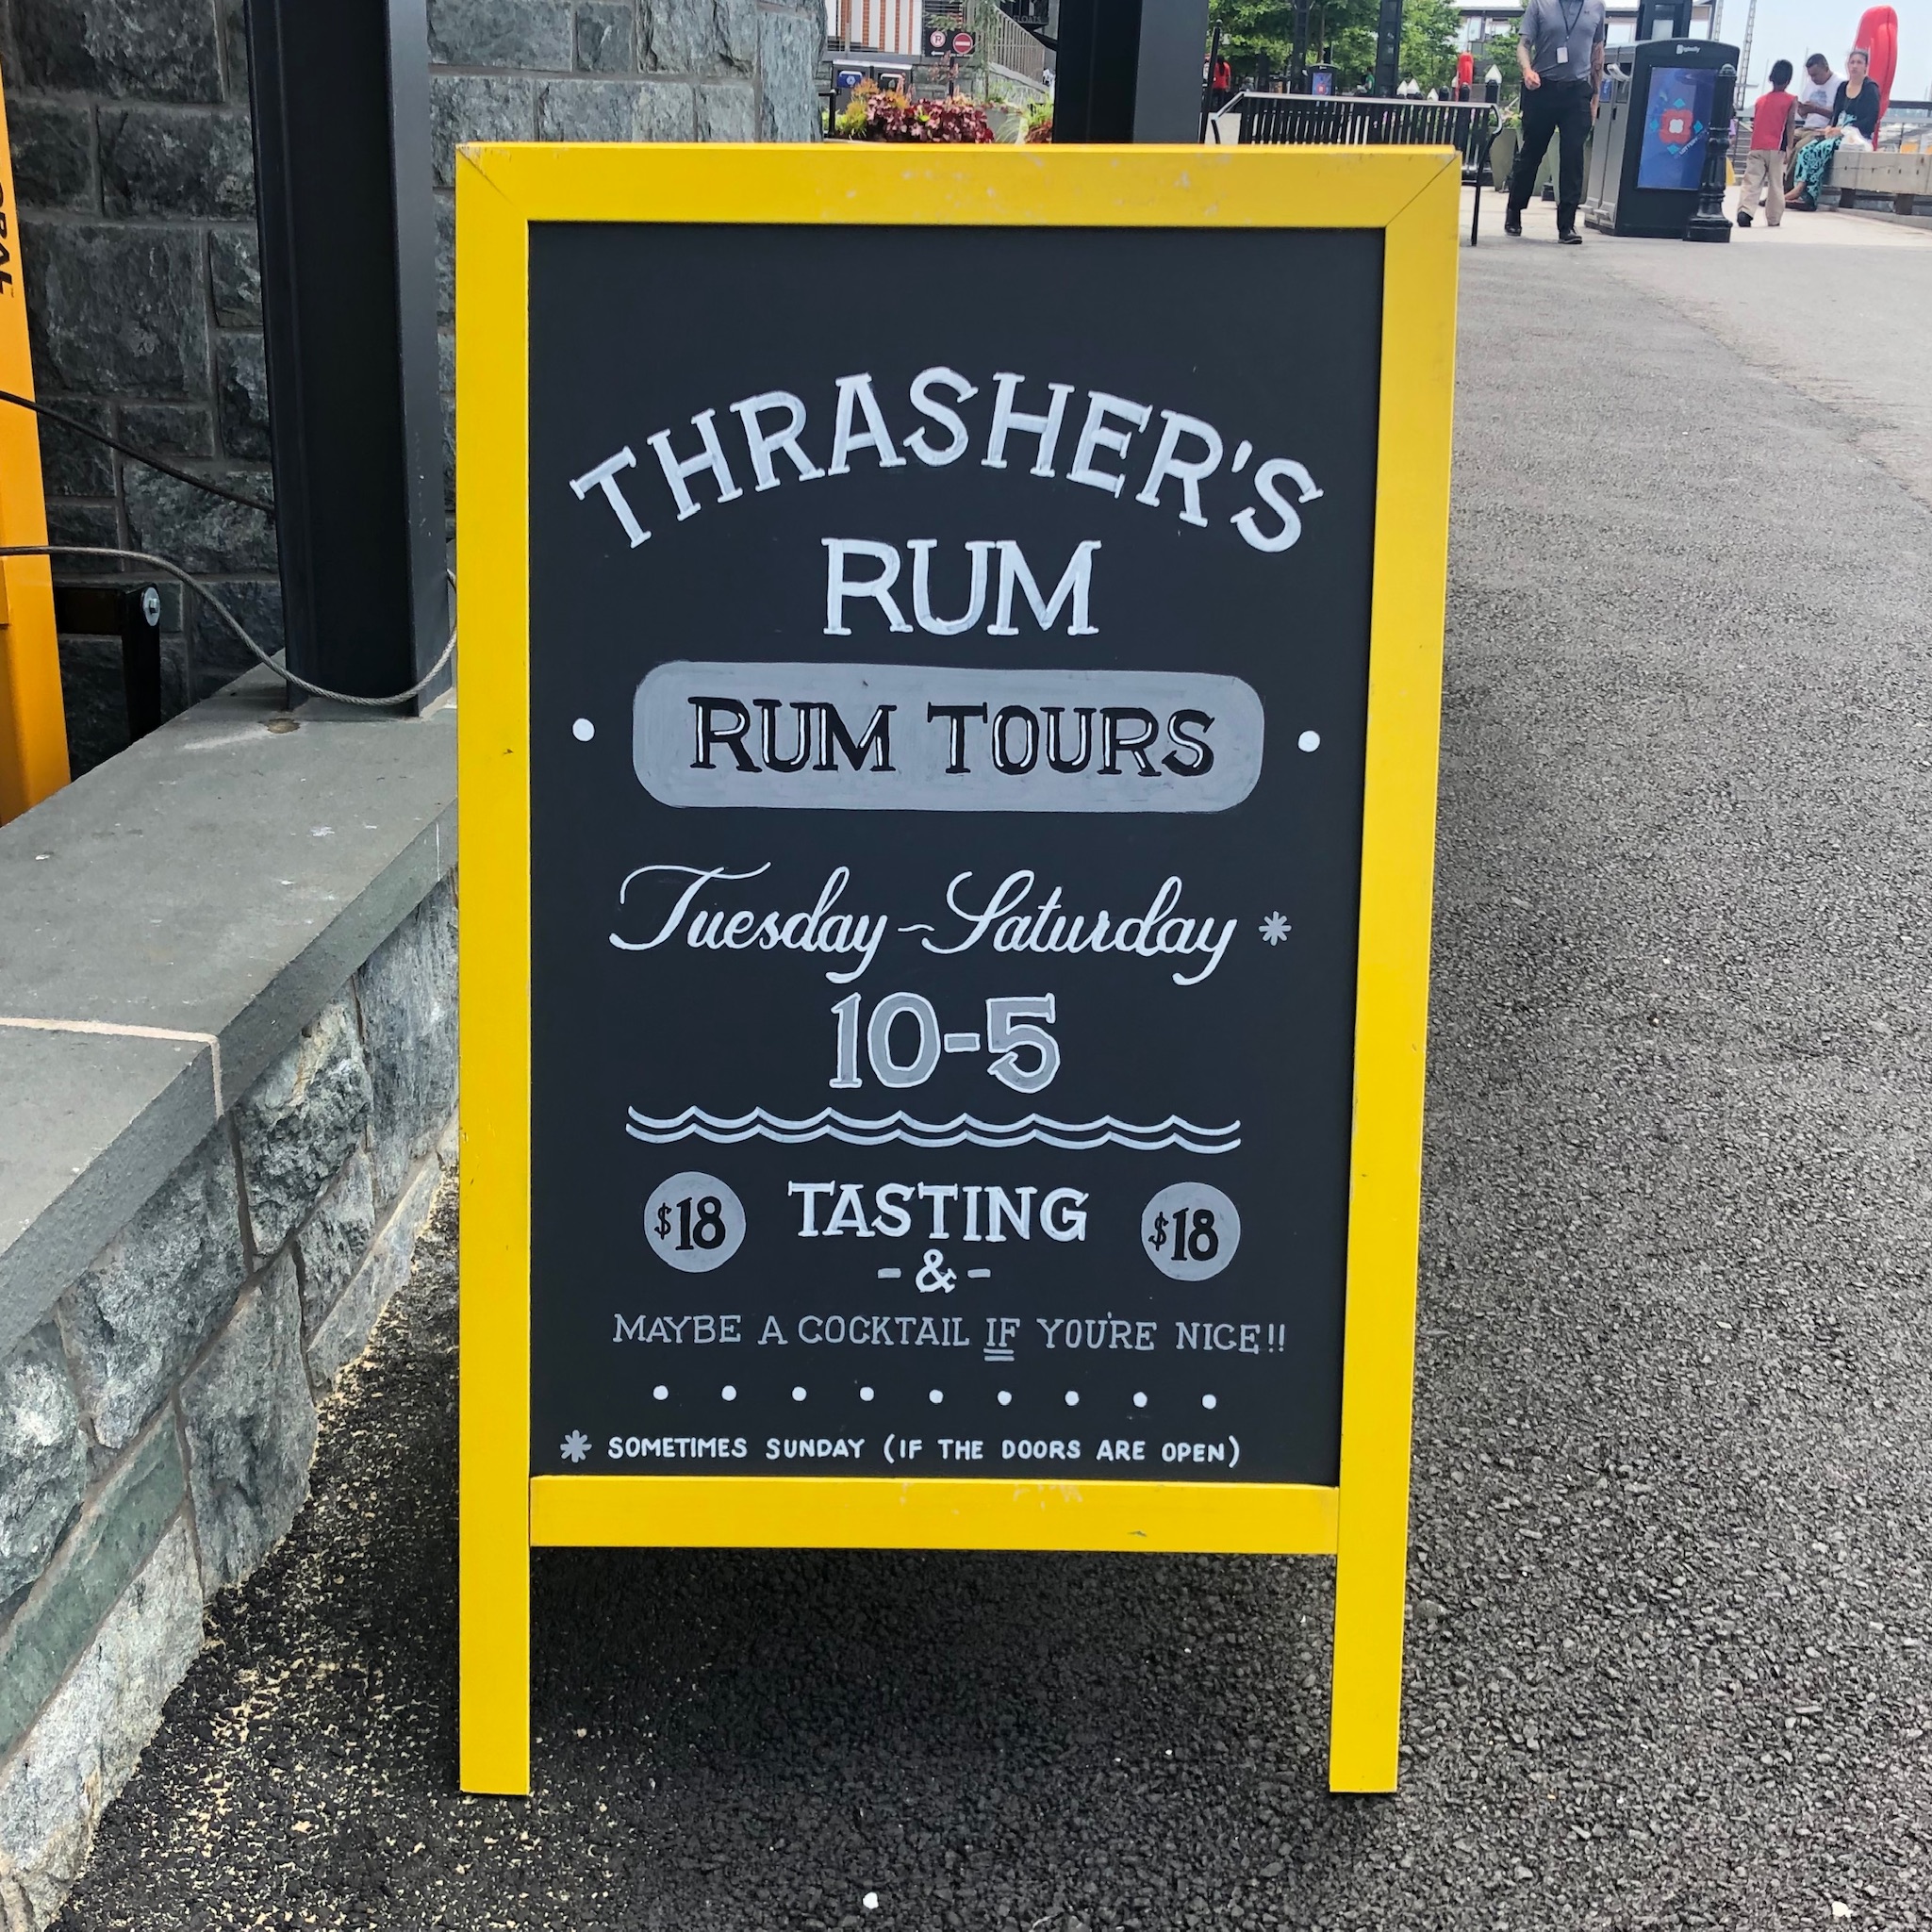 THRASHER'S
RUM
RUM TOURS
Tuesday~Saturday *
10-5
$18 TASTING $18
-&-
MAYBE A COCKTAIL IF YOU'RE NICE!!
* SOMETIMES SUNDAY (IF THE DOORS ARE OPEN)